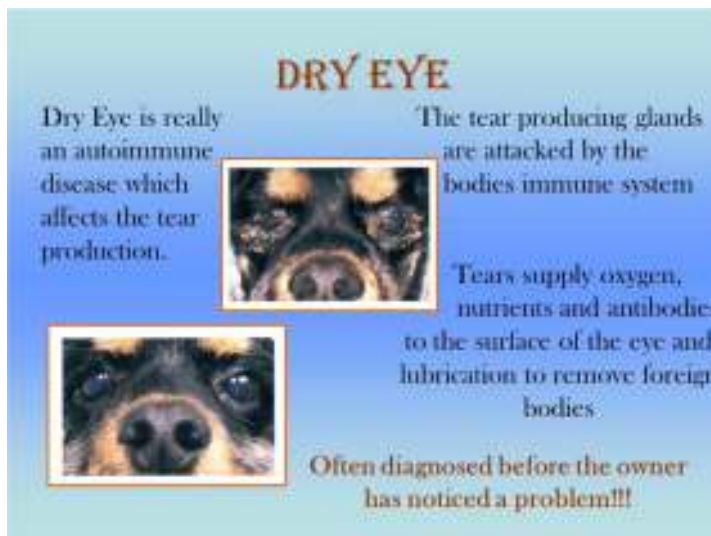 DRY EYE
Dry Eye is really
an autoimmune
disease which
affects the tear
production.
The tear producing glands
are attacked by the
bodies immune system
Tears supply oxygen,
nutrients and antibodie
to the surface of the eye and
lubrication to remove foreig
bodies
Often diagnosed before the owner
has noticed a problem!!!